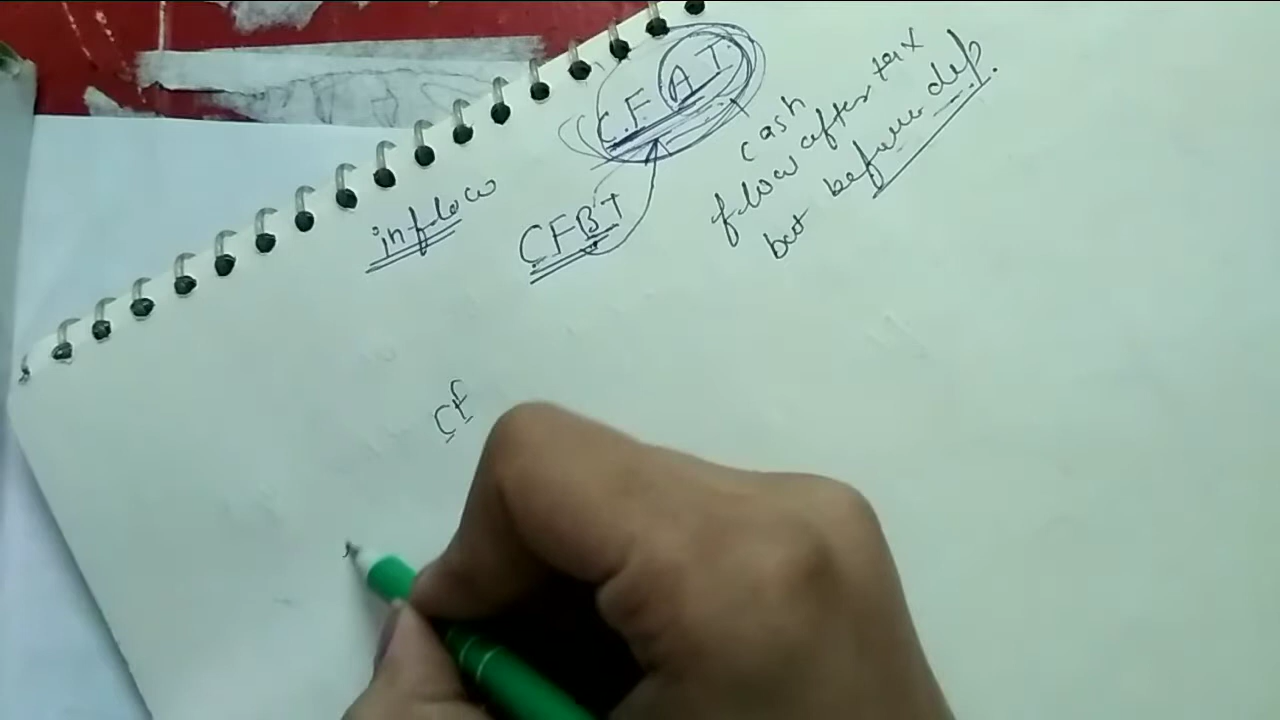 C.F.A.T.
cash
flow after tax
but before dep.
inflow
CFBT
CF